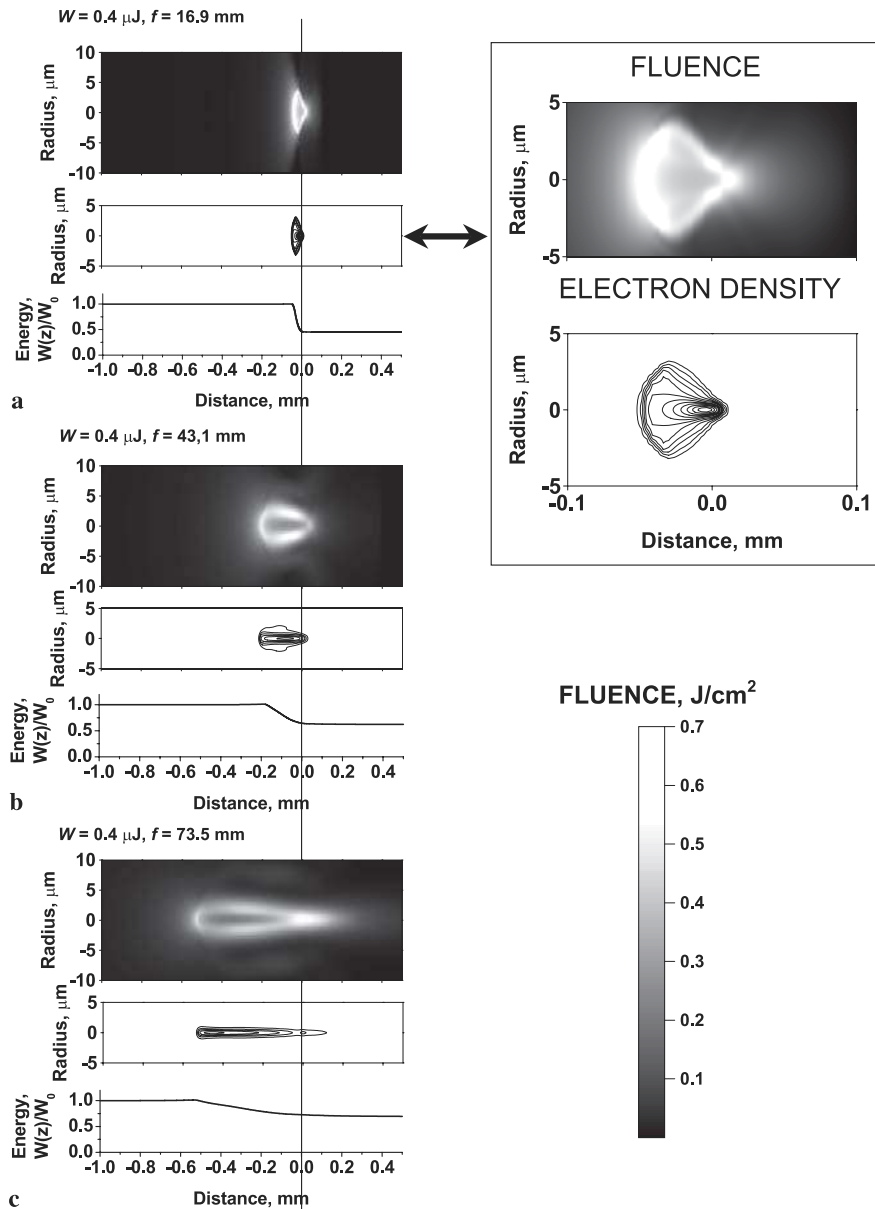 W = 0.4 μJ, f = 16.9 mm
10
5
0
-5
-10
Radius, μm
5
0
-5
Radius, μm
1.0
0.5
0.0
Energy, W(z)/W0
-1.0 -0.8 -0.6 -0.4 -0.2 0.0 0.2 0.4
Distance, mm
a
FLUENCE
5
0
-5
Radius, μm
ELECTRON DENSITY
5
0
-5
Radius, μm
-0.1 0.0 0.1
Distance, mm
W = 0.4 μJ, f = 43,1 mm
10
5
0
-5
-10
Radius, μm
5
0
-5
Radius, μm
1.0
0.5
0.0
Energy, W(z)/W0
-1.0 -0.8 -0.6 -0.4 -0.2 0.0 0.2 0.4
Distance, mm
b
W = 0.4 μJ, f = 73.5 mm
10
5
0
-5
-10
Radius, μm
5
0
-5
Radius, μm
1.0
0.5
0.0
Energy, W(z)/W0
-1.0 -0.8 -0.6 -0.4 -0.2 0.0 0.2 0.4
Distance, mm
c
FLUENCE, J/cm²
0.7
0.6
0.5
0.4
0.3
0.2
0.1